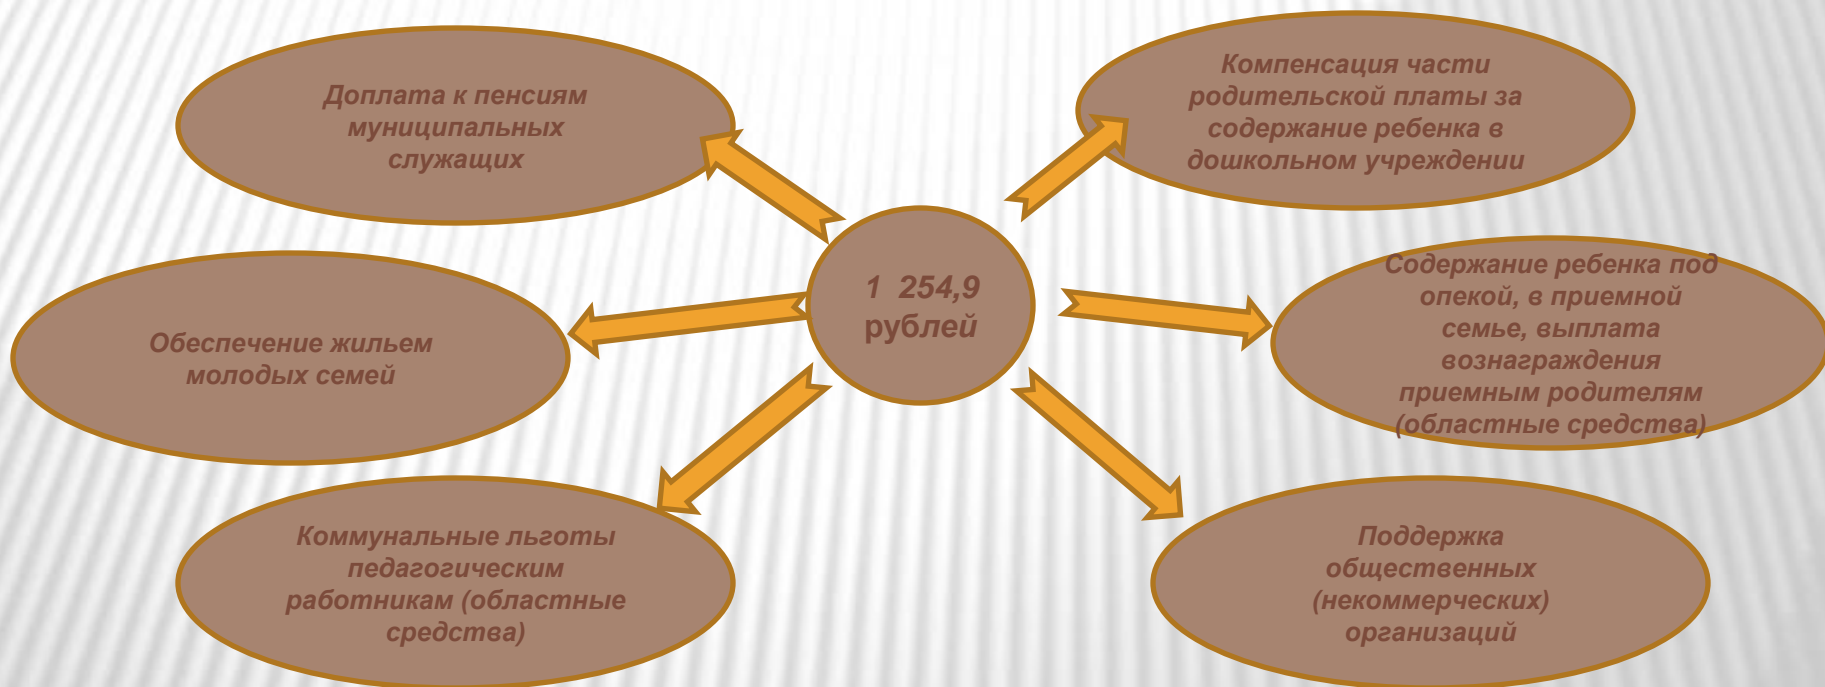 Доплата к пенсиям
муниципальных
служащих
Компенсация части
родительской платы за
содержание ребенка в
дошкольном учреждении
1 254,9
рублей
Обеспечение жильем
молодых семей
Содержание ребенка под
опекой, в приемной
семье, выплата
вознаграждения
приемным родителям
(областные средства)
Коммунальные льготы
педагогическим
работникам (областные
средства)
Поддержка
общественных
(некоммерческих)
организаций